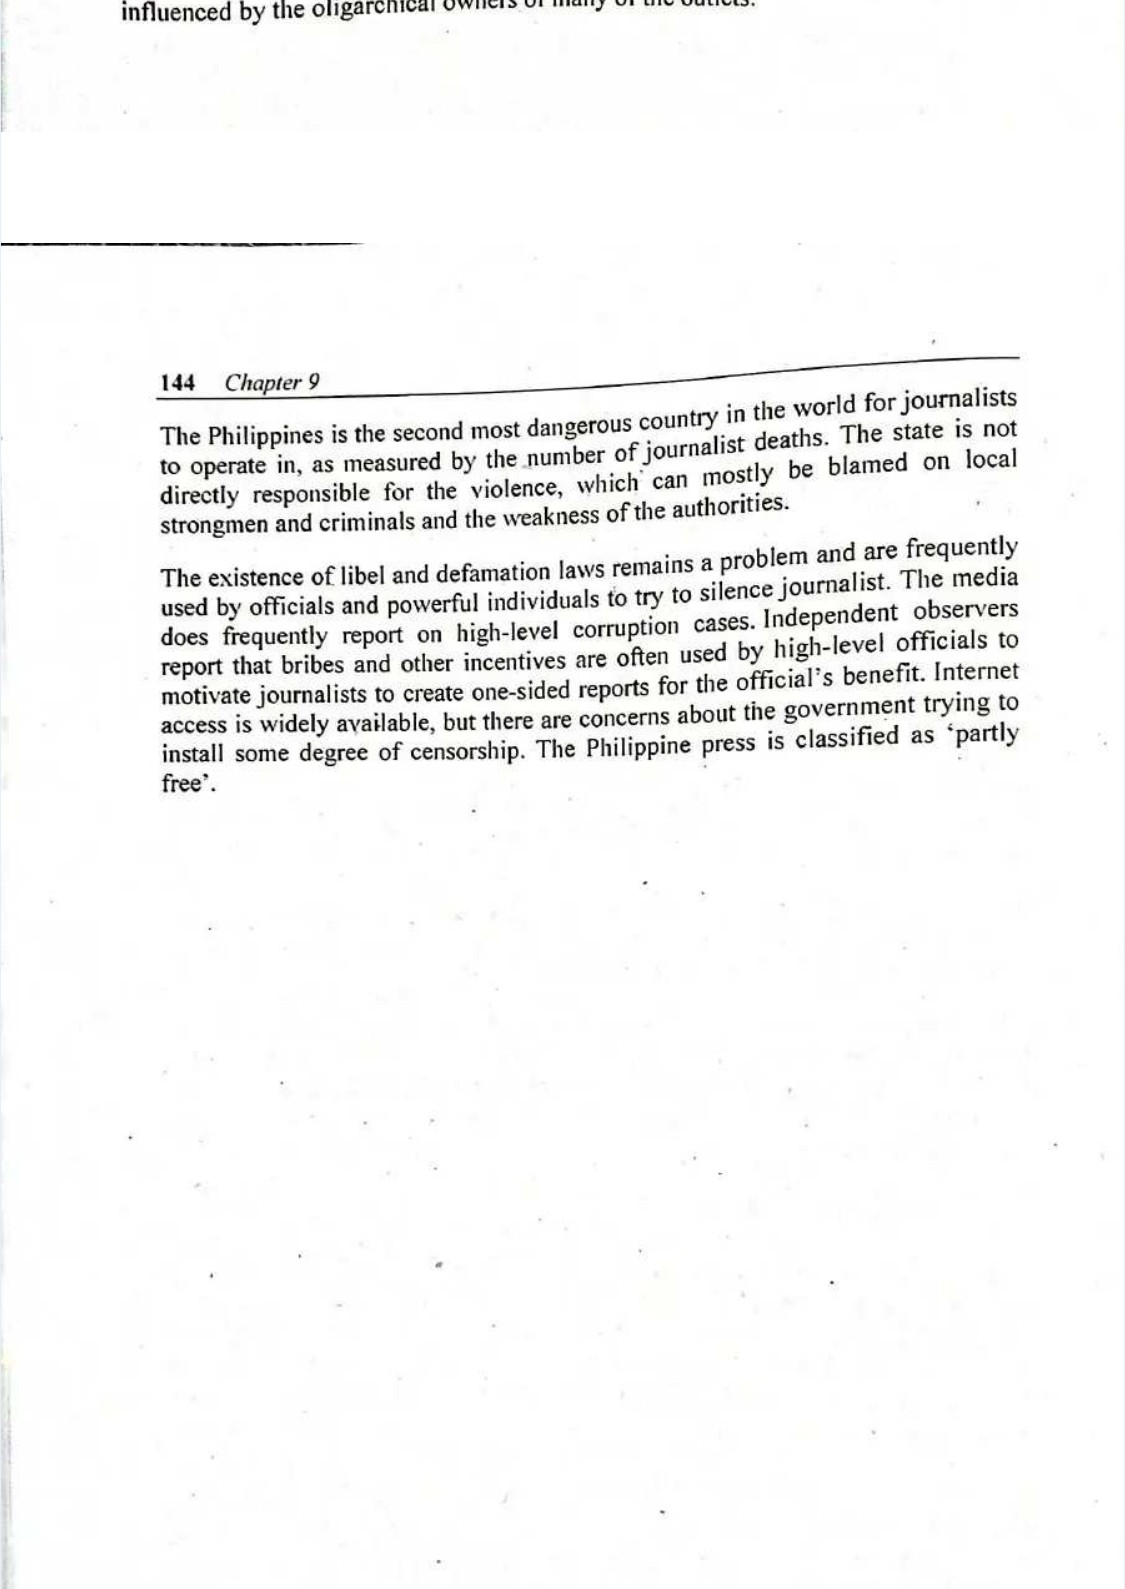 influenced by the oligarchical owners of many of the outlets.
144 Chapter 9
The Philippines is the second most dangerous country in the world for journalists
to operate in, as measured by the number of journalist deaths. The state is not
directly responsible for the violence, which can mostly be blamed on local
strongmen and criminals and the weakness of the authorities.
The existence of libel and defamation laws remains a problem and are frequently
used by officials and powerful individuals to try to silence journalist. The media
does frequently report on high-level corruption cases. Independent observers
report that bribes and other incentives are often used by high-level officials to
motivate journalists to create one-sided reports for the official's benefit. Internet
access is widely available, but there are concerns about the government trying to
install some degree of censorship. The Philippine press is classified as ‘partly
free’.